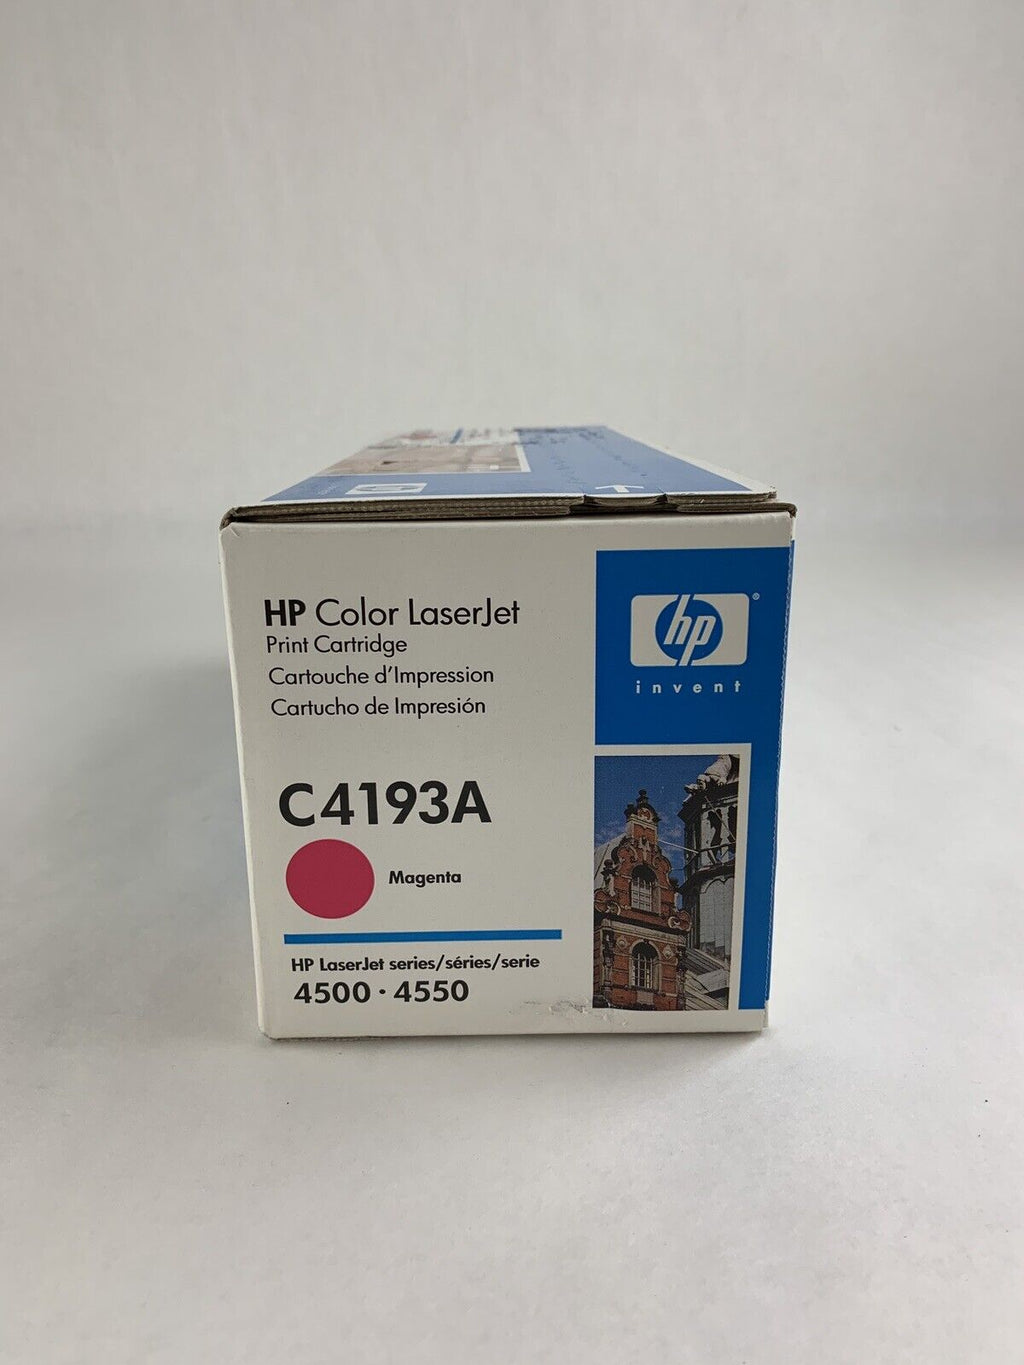 HP Color LaserJet
Print Cartridge
Cartouche d'Impression
Cartucho de Impresión
C4193A
Magenta
HP LaserJet series/séries/serie
4500 · 4550
hp®
invent